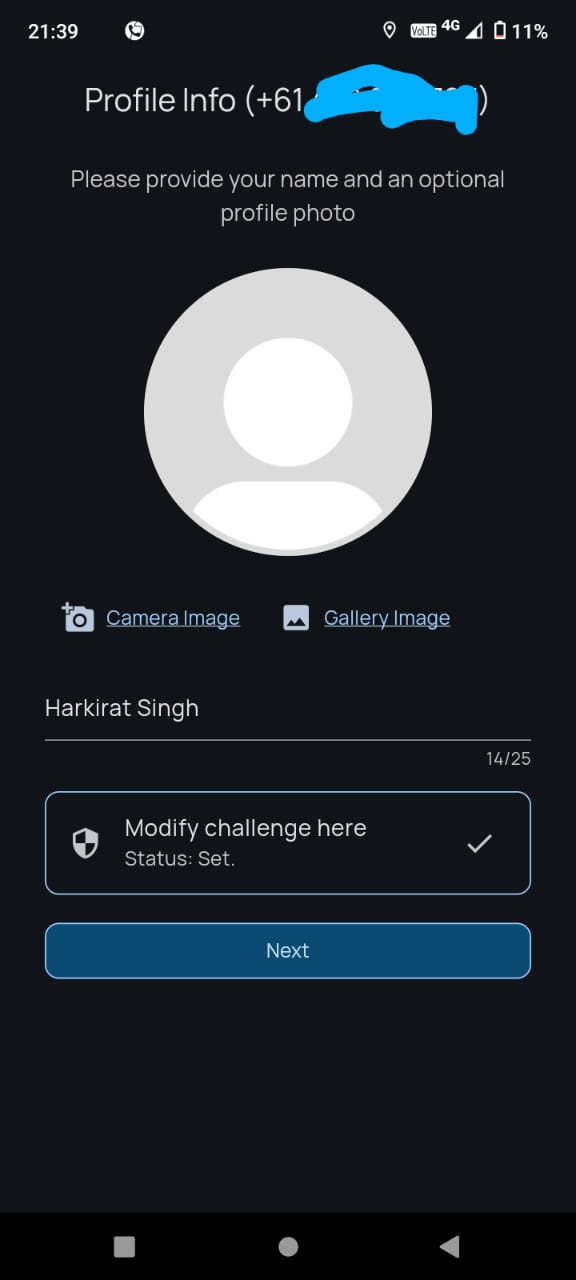 21:39 VoLTE 4G 11%
Profile Info (+61 )
Please provide your name and an optional
profile photo
Camera Image Gallery Image
Harkirat Singh
14/25
Modify challenge here
Status: Set.
Next